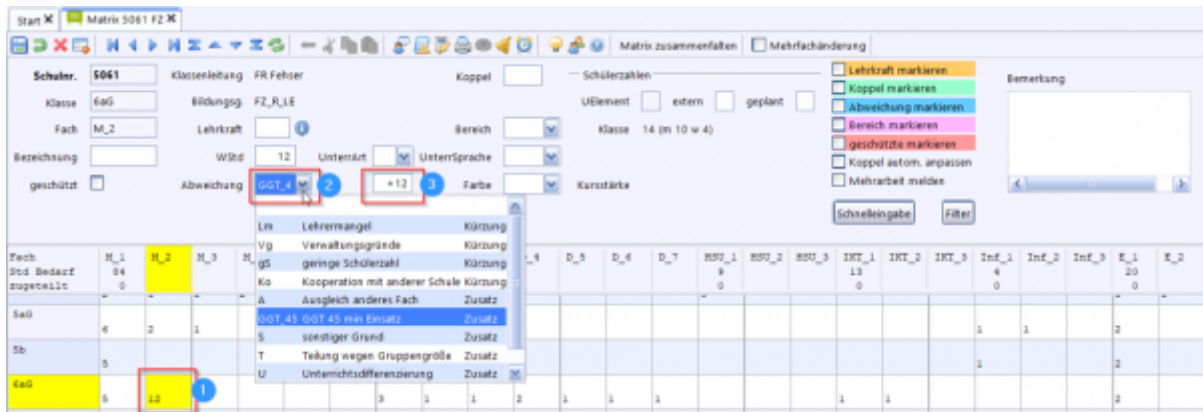 Start Matrix 5061 FZ
Matrix zusammenfalten Mehrfachänderung
Schulnr. 5061 Klassenleitung FR Fehser Koppel Schülerzahlen Lehrkraft markieren Bemerkung
Koppel markieren
Klasse 6aG Bildungsg. FZ_R_LE UElement extern geplant Abweichung markieren
Fach M_2 Lehrkraft Bereich Klasse 14 (m 10 w 4) Bereich markieren
geschützte markieren
Bezeichnung WStd 12 UnterrArt UnterrSprache Koppel autom. anpassen
geschützt Abweichung GGT_4 2 +12 3 Farbe Kursstärke Mehrarbeit melden
Schnelleingabe Filter
Lm Lehrermangel Kürzung
Vg Verwaltungsgründe Kürzung
gS geringe Schülerzahl Kürzung
Ko Kooperation mit anderer Schule Kürzung
A Ausgleich anderes Fach Zusatz
GGT_45 GGT 45 min Einsatz Zusatz
S sonstiger Grund Zusatz
T Teilung wegen Gruppengröße Zusatz
U Unterrichtsdifferenzierung Zusatz
Fach M_1 M_2 M_3 D_5 D_6 D_7 HSU_1 HSU_2 HSU_3 IKT_1 IKT_2 IKT_3 Inf_1 Inf_2 Inf_3 E_1 E_2
Std Bedarf 84 9 13 4 20
zugeteilt 0 0 0 0 0
5aG 6 2 1 1 1 2
5b 5 1 2
6aG 5 12 1 3 1 1 2 1 1 1 1 1 2